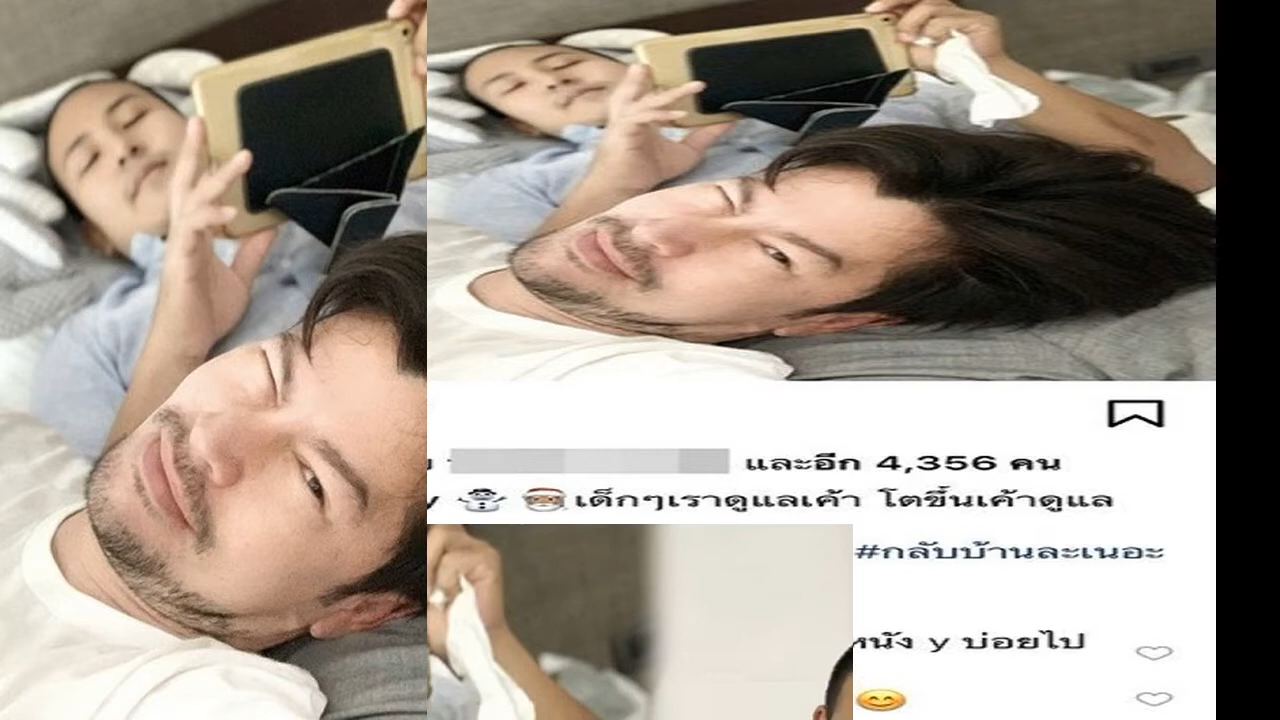 และอีก 4,356 คน
y ⛄ 🎅 เด็กๆเราดูแลเค้า โตขึ้นเค้าดูแล
#กลับบ้านละเนอะ
หนัง y บ่อยไป
😊